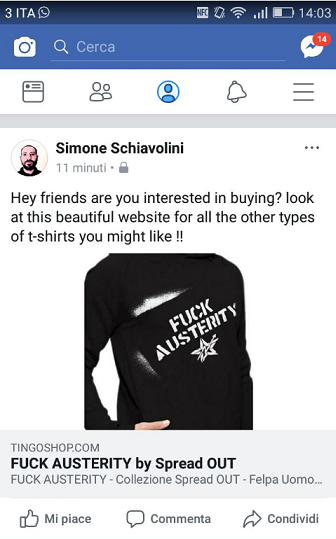 3 ITA 14:03
Cerca
14
Simone Schiavolini
11 minuti
Hey friends are you interested in buying? look
at this beautiful website for all the other types
of t-shirts you might like !!
FUCK
AUSTERITY
TINGOSHOP.COM
FUCK AUSTERITY by Spread OUT
FUCK AUSTERITY - Collezione Spread OUT - Felpa Uomo...
Mi piace Commenta Condividi